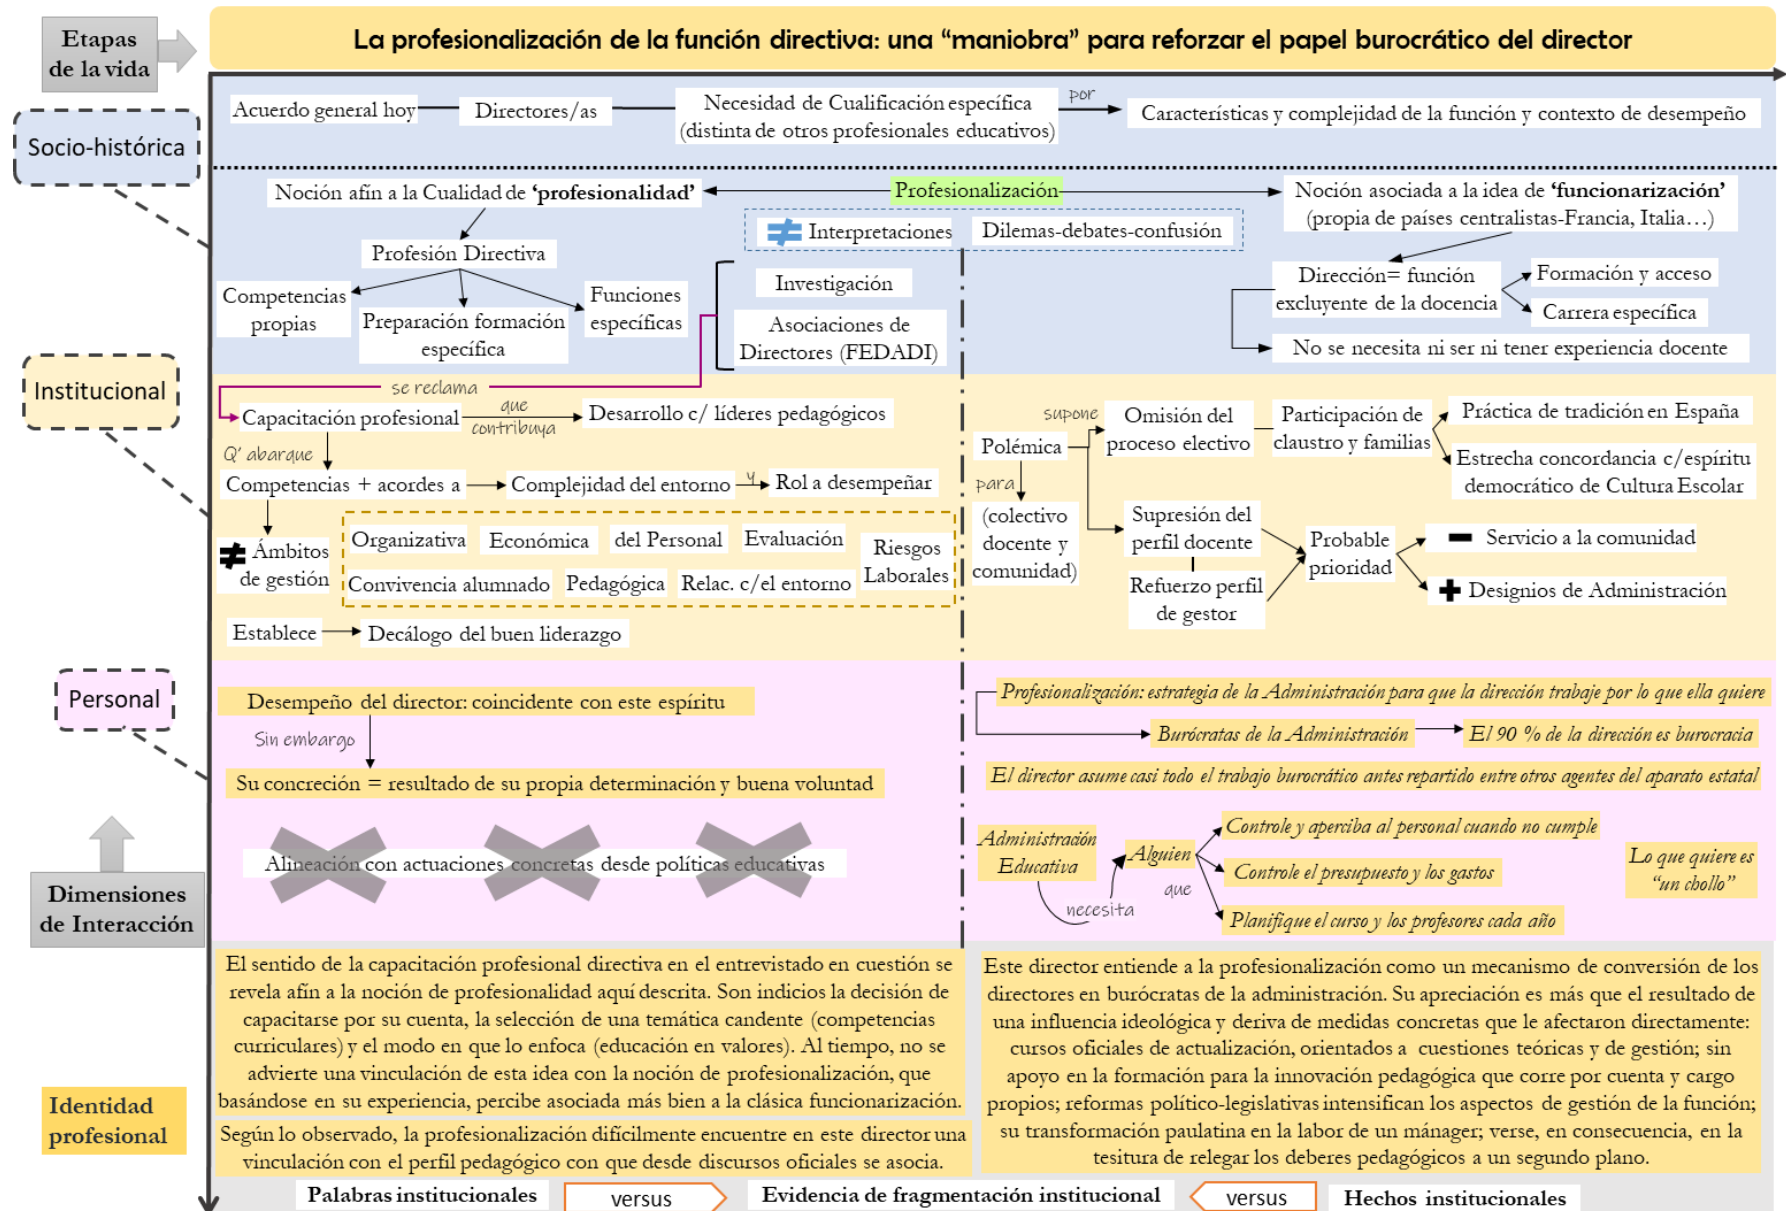 Etapas
de la vida
La profesionalización de la función directiva: una “maniobra” para reforzar el papel burocrático del director
Socio-histórica
Acuerdo general hoy
Directores/as
Necesidad de Cualificación específica
(distinta de otros profesionales educativos)
por
Características y complejidad de la función y contexto de desempeño
Noción afín a la Cualidad de ‘profesionalidad’
Profesionalización
Noción asociada a la idea de ‘funcionarización’
(propia de países centralistas-Francia, Italia…)
≠ Interpretaciones
Dilemas-debates-confusión
Profesión Directiva
Competencias
propias
Preparación formación
específica
Funciones
específicas
Investigación
Asociaciones de
Directores (FEDADI)
Dirección= función
excluyente de la docencia
Formación y acceso
Carrera específica
No se necesita ni ser ni tener experiencia docente
Institucional
se reclama
Capacitación profesional
que
contribuya
Desarrollo c/ líderes pedagógicos
Q’ abarque
Competencias + acordes a
Complejidad del entorno
y
Rol a desempeñar
≠ Ámbitos
de gestión
Organizativa
Económica
del Personal
Evaluación
Riesgos
Laborales
Convivencia alumnado
Pedagógica
Relac. c/el entorno
Establece
Decálogo del buen liderazgo
Polémica
supone
Omisión del
proceso electivo
Participación de
claustro y familias
Práctica de tradición en España
Estrecha concordancia c/espíritu
democrático de Cultura Escolar
para
(colectivo
docente y
comunidad)
Supresión del
perfil docente
Refuerzo perfil
de gestor
Probable
prioridad
− Servicio a la comunidad
+ Designios de Administración
Personal
Desempeño del director: coincidente con este espíritu
Sin embargo
Su concreción = resultado de su propia determinación y buena voluntad
Alineación con actuaciones concretas desde políticas educativas
Profesionalización: estrategia de la Administración para que la dirección trabaje por lo que ella quiere
Burócratas de la Administración
El 90 % de la dirección es burocracia
El director asume casi todo el trabajo burocrático antes repartido entre otros agentes del aparato estatal
Administración
Educativa
necesita
Alguien
que
Controle y aperciba al personal cuando no cumple
Controle el presupuesto y los gastos
Planifique el curso y los profesores cada año
Lo que quiere es
“un chollo”
Dimensiones
de Interacción
Identidad
profesional
El sentido de la capacitación profesional directiva en el entrevistado en cuestión se
revela afín a la noción de profesionalidad aquí descrita. Son indicios la decisión de
capacitarse por su cuenta, la selección de una temática candente (competencias
curriculares) y el modo en que lo enfoca (educación en valores). Al tiempo, no se
advierte una vinculación de esta idea con la noción de profesionalización, que
basándose en su experiencia, percibe asociada más bien a la clásica funcionarización.
Según lo observado, la profesionalización difícilmente encuentre en este director una
vinculación con el perfil pedagógico con que desde discursos oficiales se asocia.
Este director entiende a la profesionalización como un mecanismo de conversión de los
directores en burócratas de la administración. Su apreciación es más que el resultado de
una influencia ideológica y deriva de medidas concretas que le afectaron directamente:
cursos oficiales de actualización, orientados a cuestiones teóricas y de gestión; sin
apoyo en la formación para la innovación pedagógica que corre por cuenta y cargo
propios; reformas político-legislativas intensifican los aspectos de gestión de la función;
su transformación paulatina en la labor de un mánager; verse, en consecuencia, en la
tesitura de relegar los deberes pedagógicos a un segundo plano.
Palabras institucionales
versus
Evidencia de fragmentación institucional
versus
Hechos institucionales